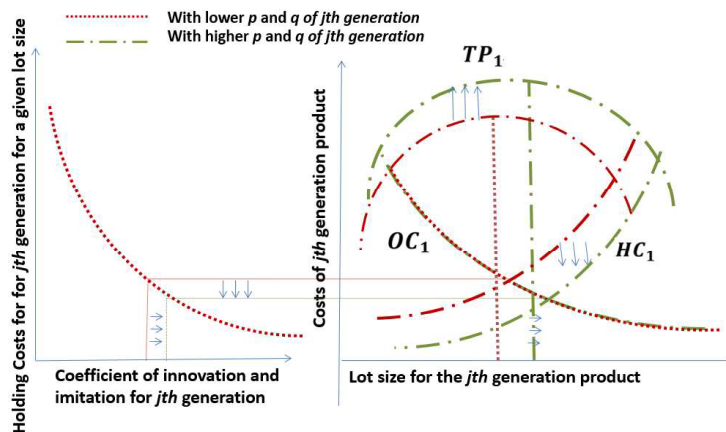 With lower p and q of jth generation
With higher p and q of jth generation
Holding Costs for for jth generation for a given lot size
Coefficient of innovation and
imitation for jth generation
Costs of jth generation product
TP1
OC1
HC1
Lot size for the jth generation product